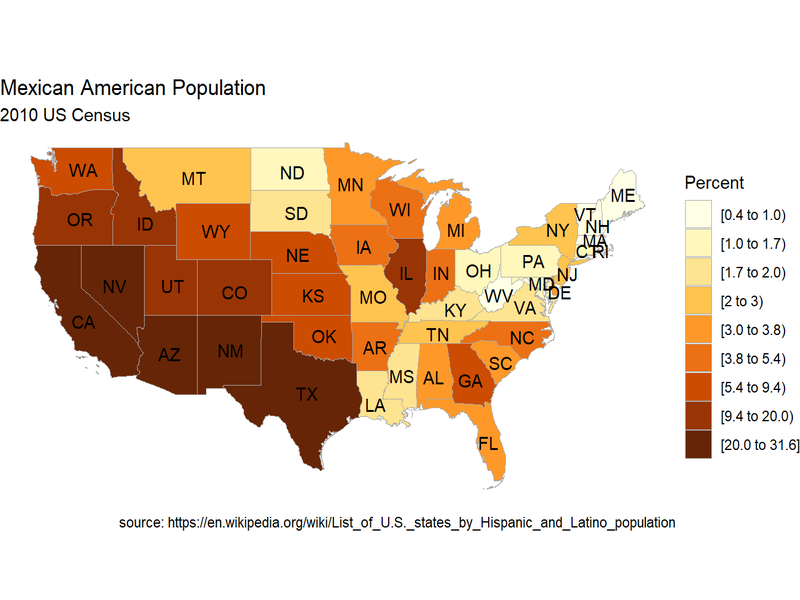 Mexican American Population
2010 US Census
WA
MT
ND
MN
ME
OR
ID
SD
WI
MI
VT
NH
NY
MA
WY
IA
CT
RI
NE
PA
NV
UT
CO
IL
IN
OH
NJ
MD
DE
KS
MO
WV
KY
VA
CA
OK
TN
NC
AZ
NM
AR
SC
TX
MS
AL
GA
LA
FL
Percent
[0.4 to 1.0)
[1.0 to 1.7)
[1.7 to 2.0)
[2 to 3)
[3.0 to 3.8)
[3.8 to 5.4)
[5.4 to 9.4)
[9.4 to 20.0)
[20.0 to 31.6]
source: https://en.wikipedia.org/wiki/List_of_U.S._states_by_Hispanic_and_Latino_population